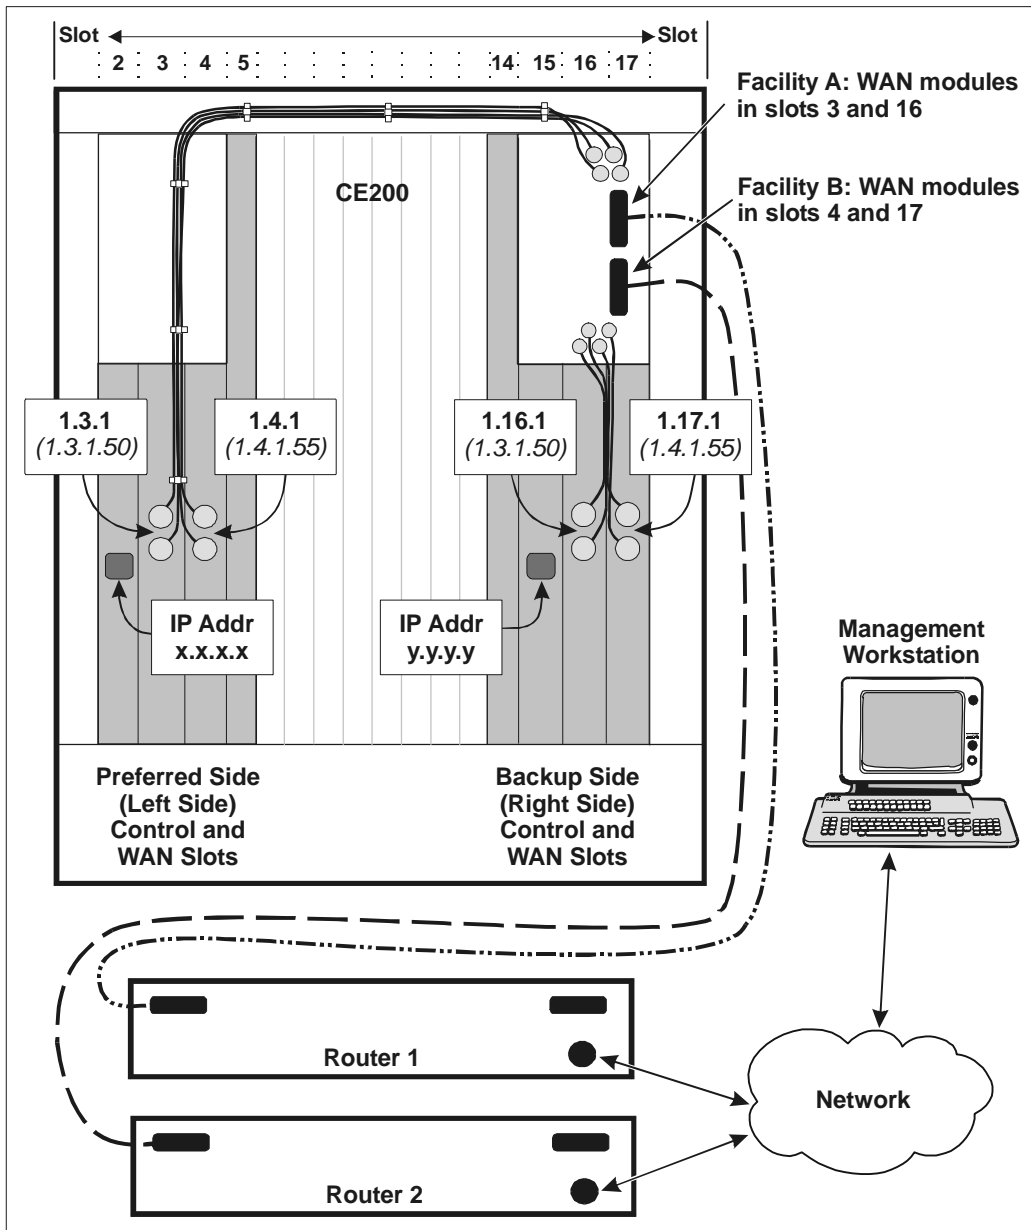 Slot
Slot
2 3 4 5 14 15 16 17
Facility A: WAN modules
in slots 3 and 16
CE200
Facility B: WAN modules
in slots 4 and 17
1.3.1
(1.3.1.50)
1.4.1
(1.4.1.55)
1.16.1
(1.3.1.50)
1.17.1
(1.4.1.55)
IP Addr
x.x.x.x
IP Addr
y.y.y.y
Management
Workstation
Preferred Side
(Left Side)
Control and
WAN Slots
Backup Side
(Right Side)
Control and
WAN Slots
Router 1
Network
Router 2